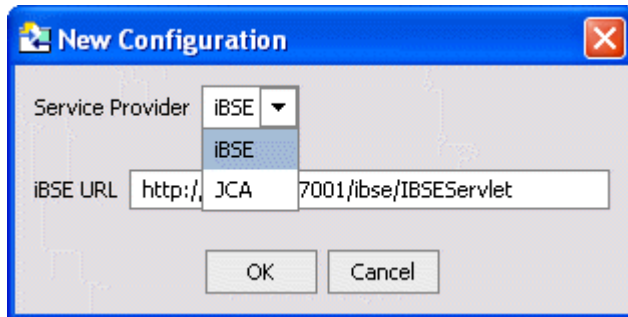 New Configuration
Service Provider iBSE
iBSE
iBSE URL http:/ 7001/ibse/IBSEServlet
JCA
OK Cancel